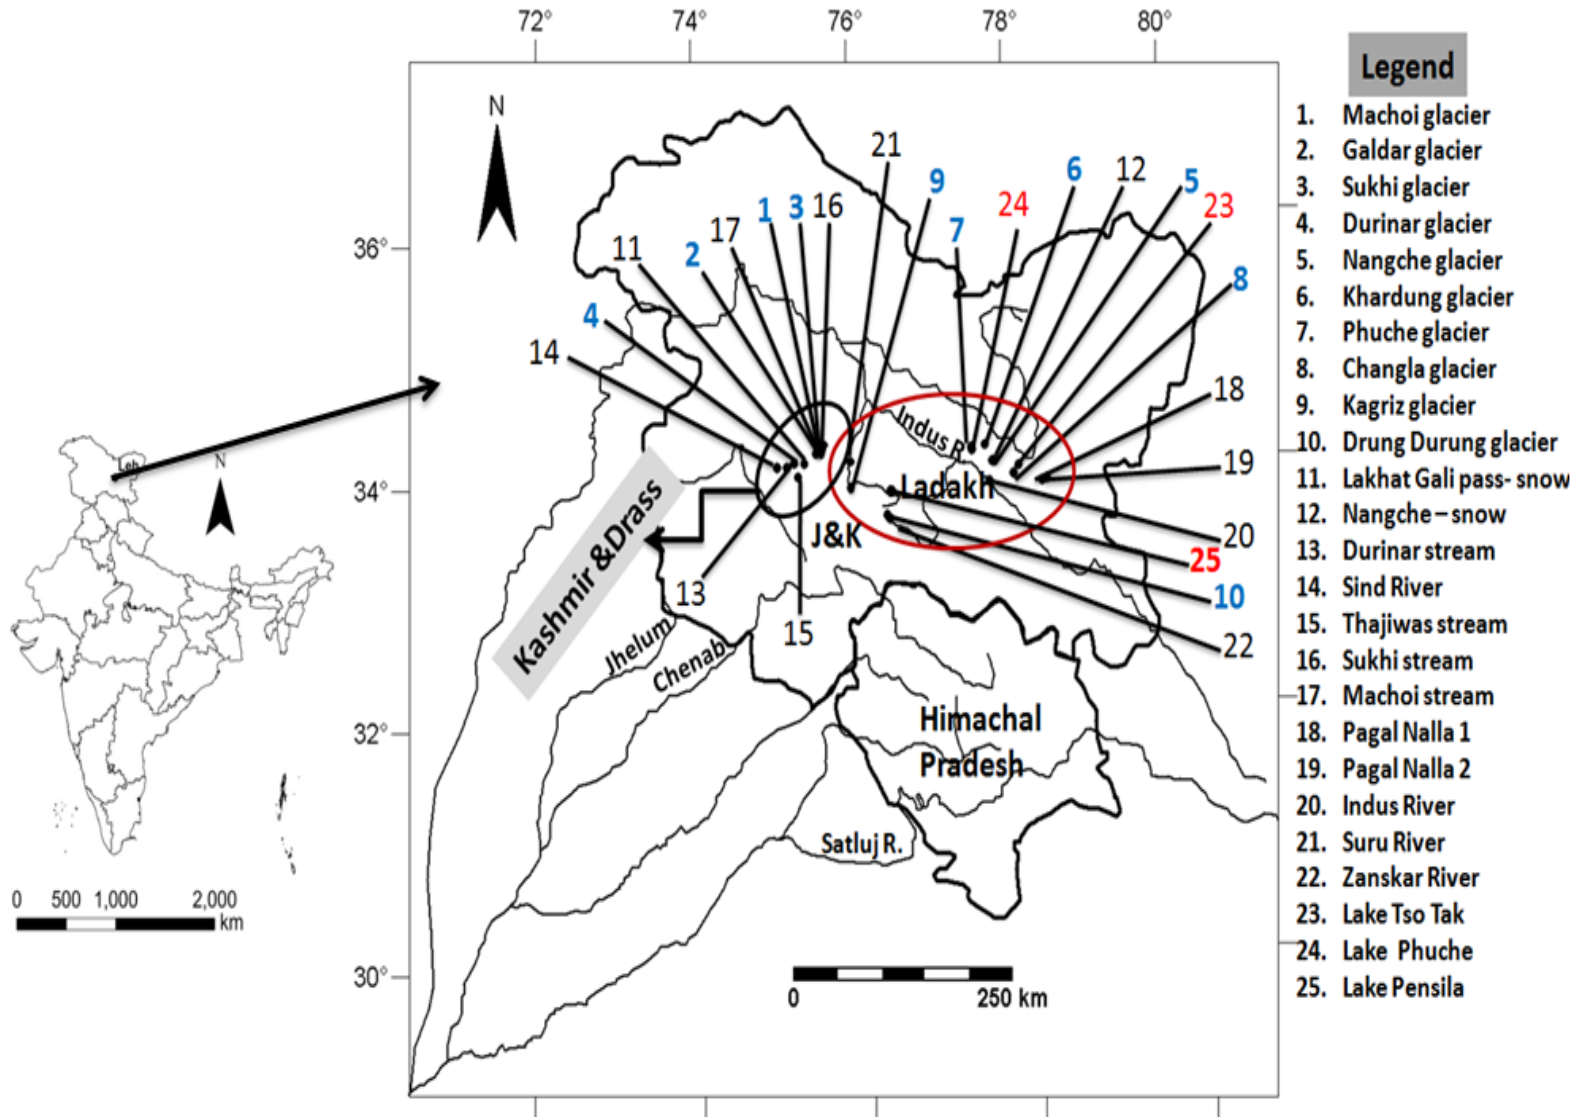 72° 74° 76° 78° 80°
Legend
N
1. Machoi glacier
2. Galdar glacier
3. Sukhi glacier
4. Durinar glacier
5. Nangche glacier
6. Khardung glacier
7. Phuche glacier
8. Changla glacier
9. Kagriz glacier
10. Drung Durung glacier
11. Lakhat Gali pass- snow
12. Nangche – snow
13. Durinar stream
14. Sind River
15. Thajiwas stream
16. Sukhi stream
17. Machoi stream
18. Pagal Nalla 1
19. Pagal Nalla 2
20. Indus River
21. Suru River
22. Zanskar River
23. Lake Tso Tak
24. Lake Phuche
25. Lake Pensila
21
9
6
12
5
24
23
1
3
16
17
7
11
2
36°
8
4
14
18
Indus R.
19
Leh
N
34°
Ladakh
Kashmir &Drass
J&K
20
25
13
10
15
22
Jhelum
Chenab
32°
Himachal
Pradesh
Satluj R.
0 500 1,000 2,000
km
30°
0 250 km